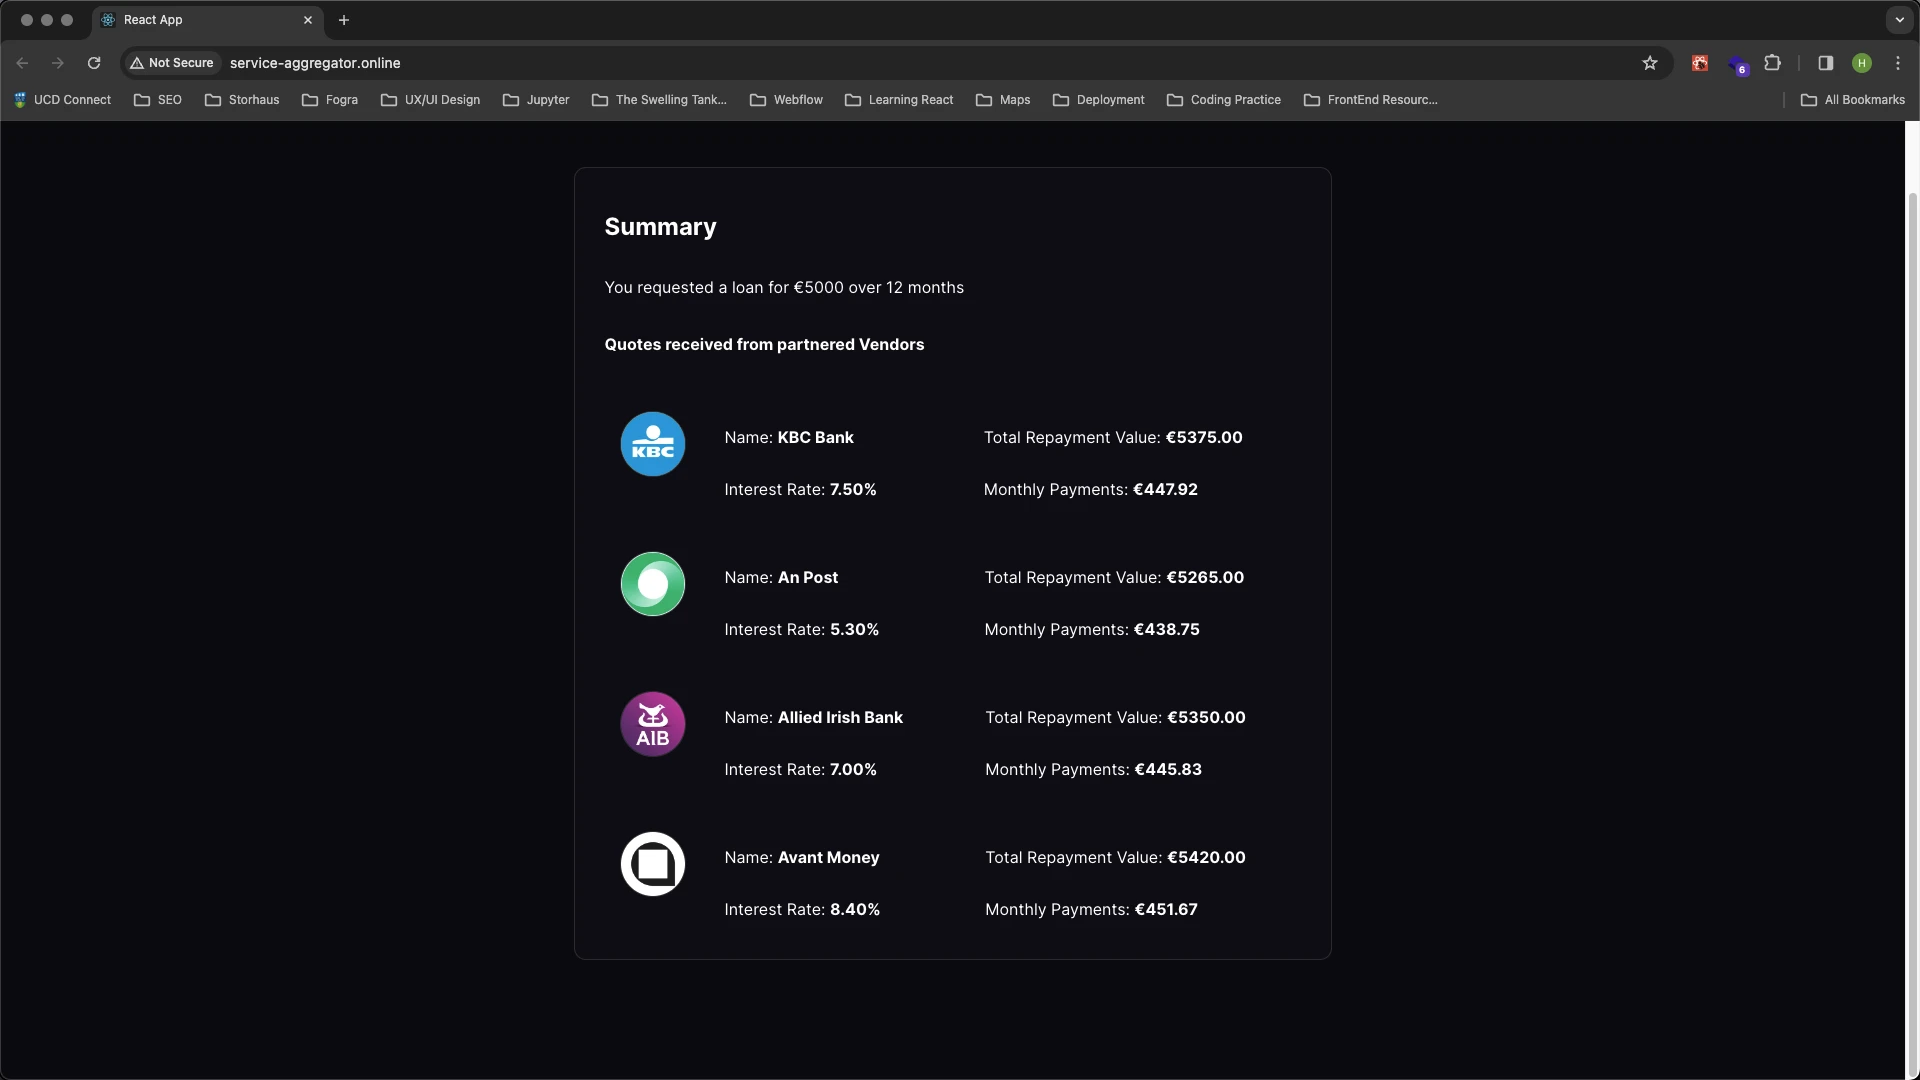 React App
Not Secure
service-aggregator.online
6
H
UCD Connect
SEO
Storhaus
Fogra
UX/UI Design
Jupyter
The Swelling Tank...
Webflow
Learning React
Maps
Deployment
Coding Practice
FrontEnd Resourc...
All Bookmarks
Summary
You requested a loan for €5000 over 12 months
Quotes received from partnered Vendors
KBC
Name: KBC Bank
Total Repayment Value: €5375.00
Interest Rate: 7.50%
Monthly Payments: €447.92
Name: An Post
Total Repayment Value: €5265.00
Interest Rate: 5.30%
Monthly Payments: €438.75
AIB
Name: Allied Irish Bank
Total Repayment Value: €5350.00
Interest Rate: 7.00%
Monthly Payments: €445.83
Name: Avant Money
Total Repayment Value: €5420.00
Interest Rate: 8.40%
Monthly Payments: €451.67